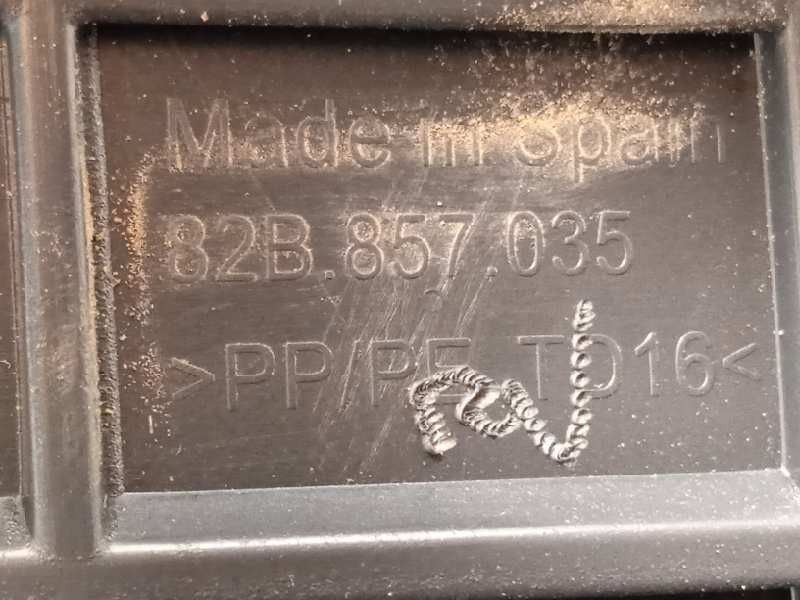 Made in Spain
82B.857.035
>PP/PE TD16<